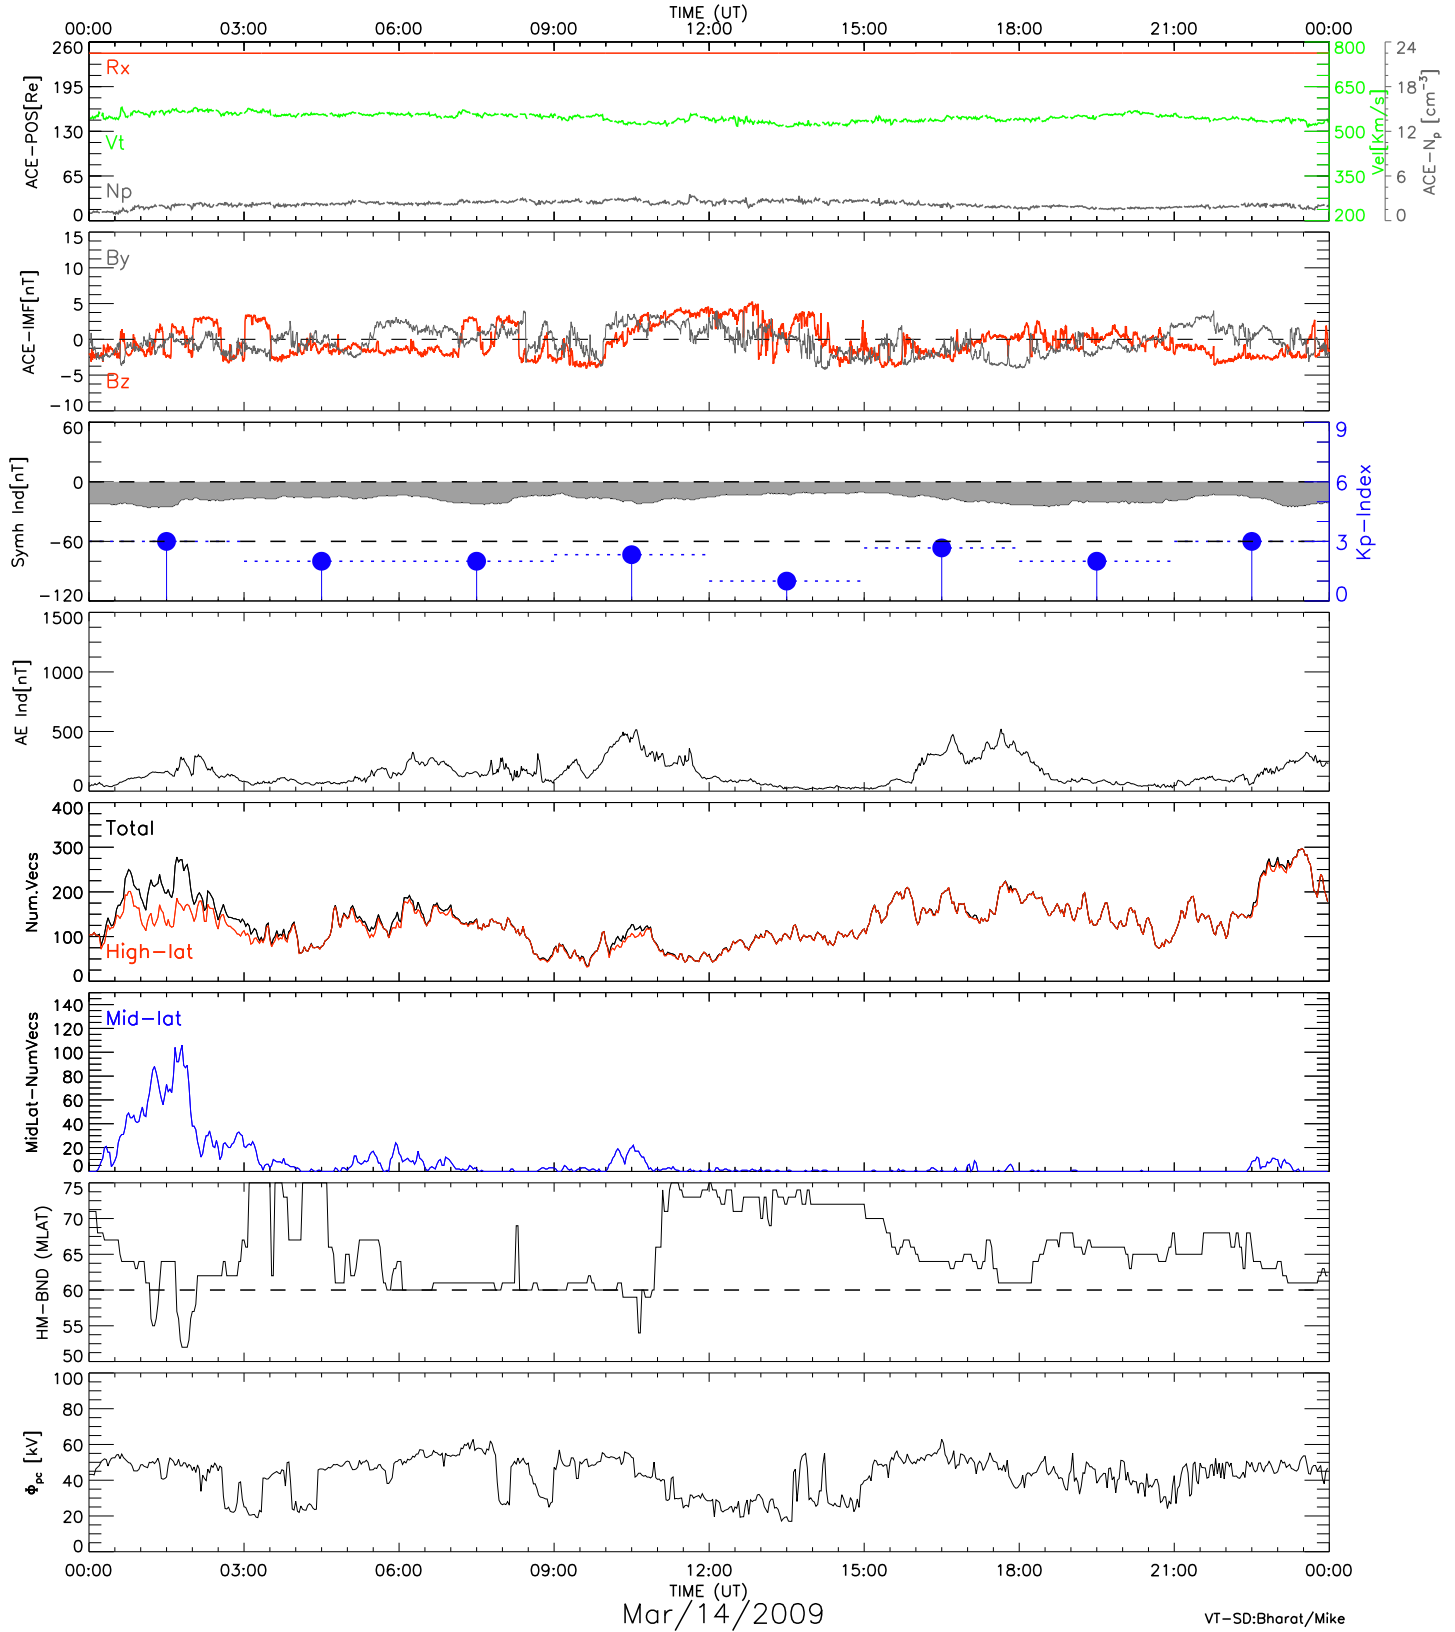 TIME (UT)
00:00 03:00 06:00 09:00 12:00 15:00 18:00 21:00 00:00
ACE-POS[Re]
260
195
130
65
0
Rx
Vt
Np
800
650
500
350
200
Vel[Km/s]
24
18
12
6
0
ACE-Np [cm-3]
ACE-IMF[nT]
15
10
5
0
-5
-10
By
Bz
Symh Ind[nT]
60
0
-60
-120
9
6
3
0
Kp-Index
AE Ind[nT]
1500
1000
500
0
Num.Vecs
400
300
200
100
0
Total
High-lat
MidLat-NumVecs
140
120
100
80
60
40
20
0
Mid-lat
HM-BND (MLAT)
75
70
65
60
55
50
Φpc [kV]
100
80
60
40
20
0
00:00 03:00 06:00 09:00 12:00 15:00 18:00 21:00 00:00
TIME (UT)
Mar/14/2009
VT-SD:Bharat/Mike